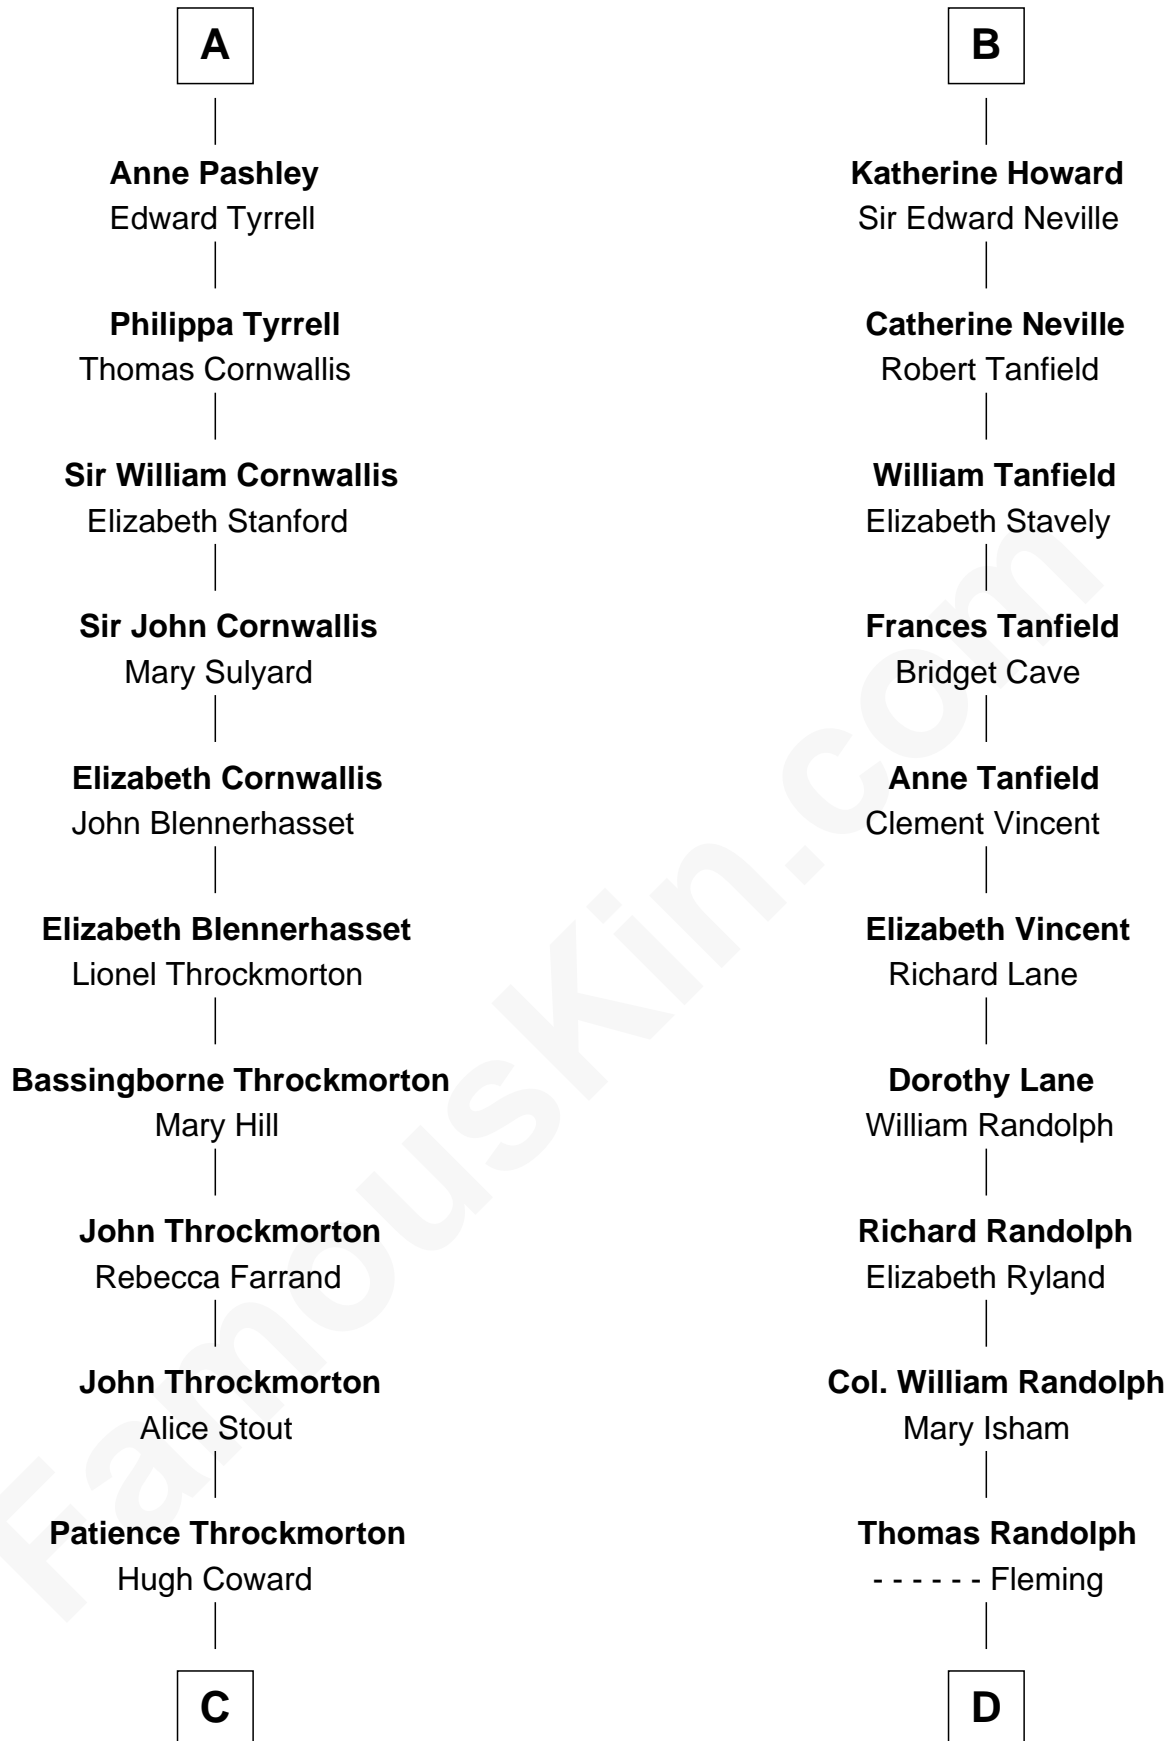 A
Anne Pashley
Edward Tyrrell
Philippa Tyrrell
Thomas Cornwallis
Sir William Cornwallis
Elizabeth Stanford
Sir John Cornwallis
Mary Sulyard
Elizabeth Cornwallis
John Blennerhasset
Elizabeth Blennerhasset
Lionel Throckmorton
Bassingborne Throckmorton
Mary Hill
John Throckmorton
Rebecca Farrand
John Throckmorton
Alice Stout
Patience Throckmorton
Hugh Coward
C
B
Katherine Howard
Sir Edward Neville
Catherine Neville
Robert Tanfield
William Tanfield
Elizabeth Stavely
Frances Tanfield
Bridget Cave
Anne Tanfield
Clement Vincent
Elizabeth Vincent
Richard Lane
Dorothy Lane
William Randolph
Richard Randolph
Elizabeth Ryland
Col. William Randolph
Mary Isham
Thomas Randolph
- - - - - - Fleming
D
FamousKin.com